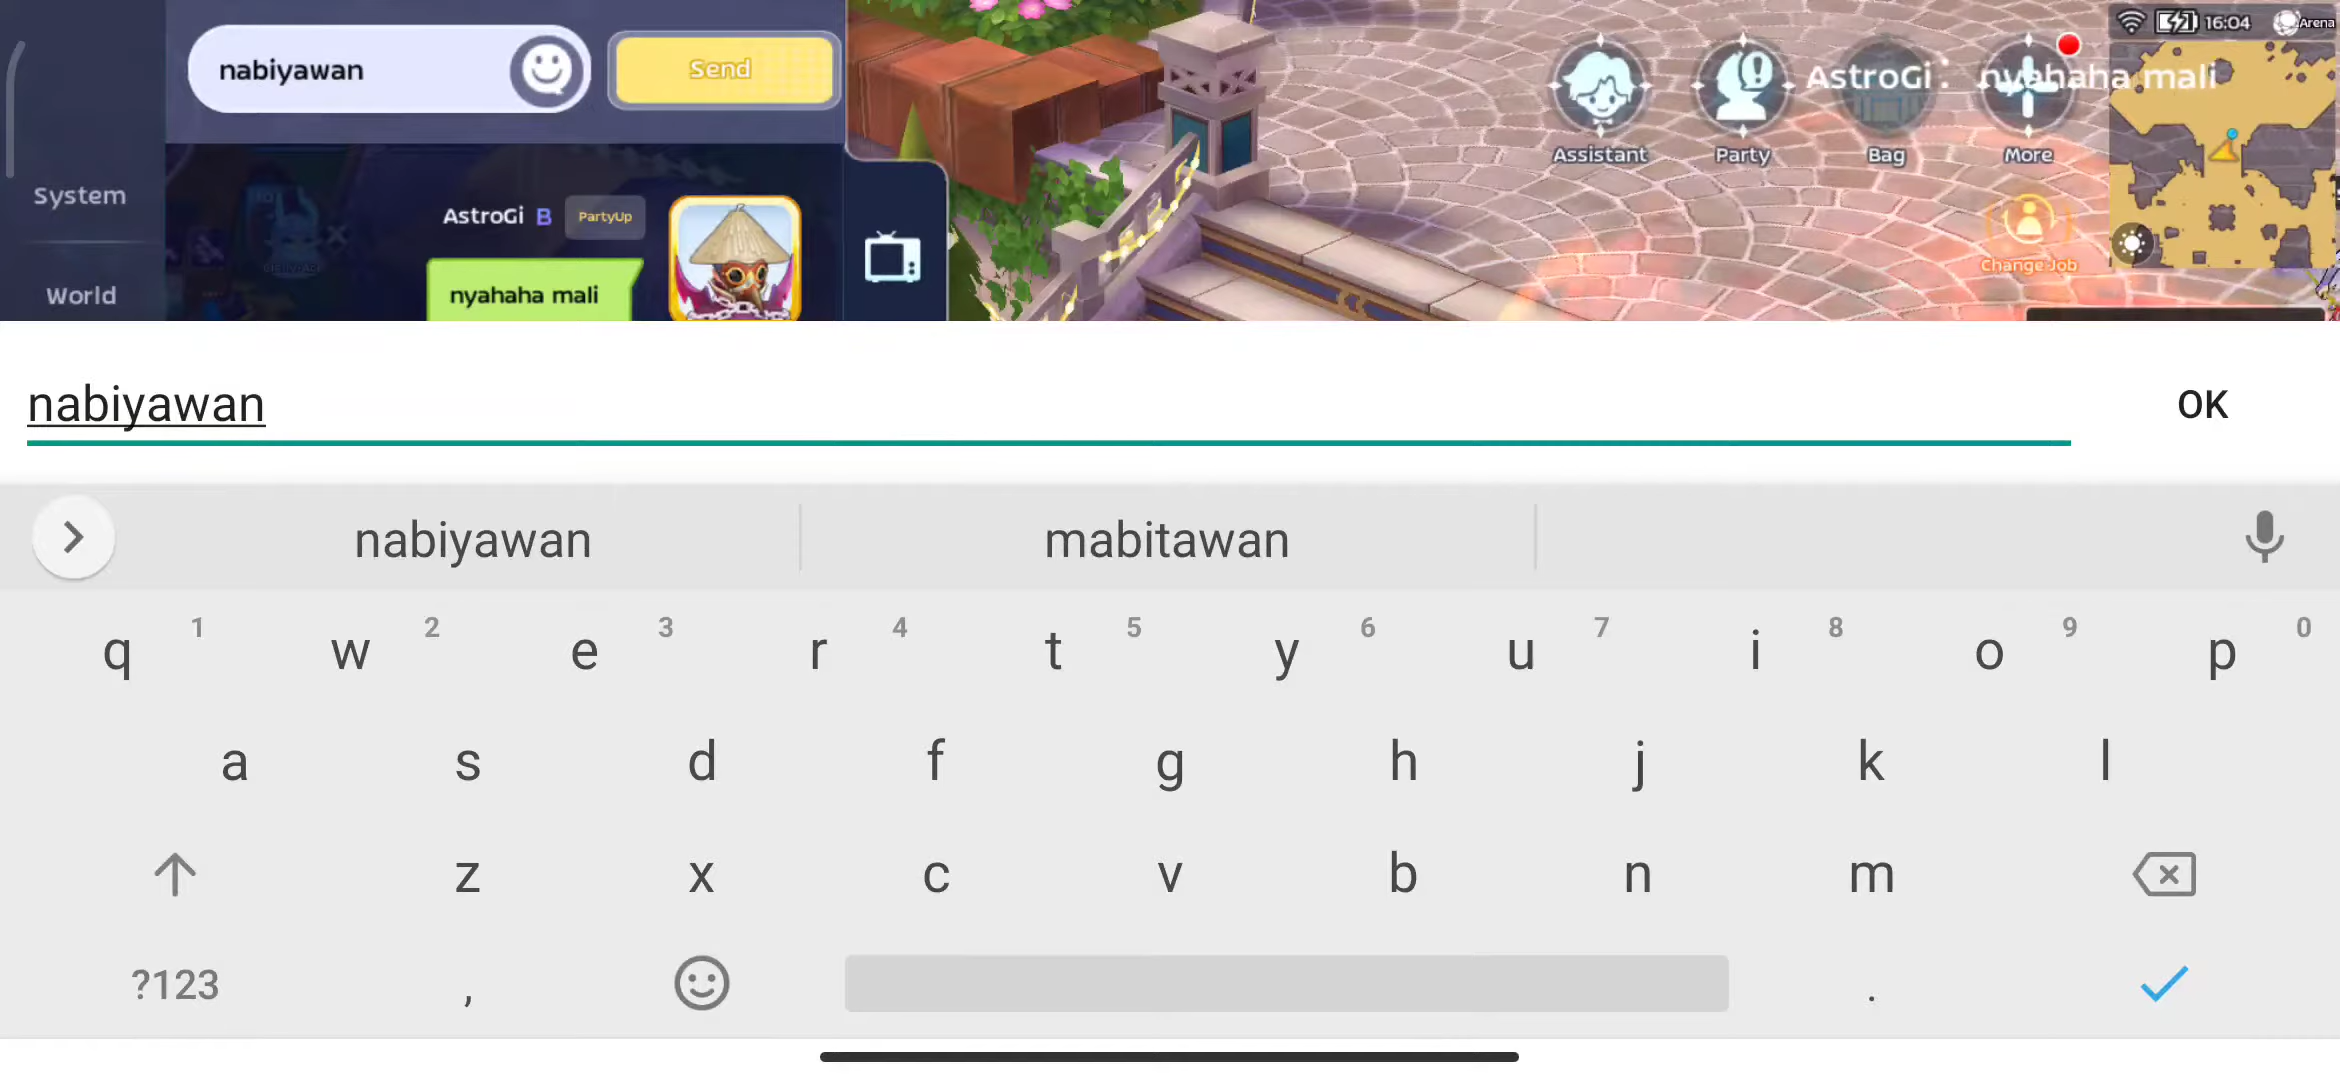 nabiyawan
Send
16:04
Arena
AstroGi: nyahaha mali
Assistant
Party
Bag
More
System
AstroGi B PartyUp
nyahaha mali
World
Change Job
nabiyawan
OK
nabiyawan mabitawan
q 1 w 2 e 3 r 4 t 5 y 6 u 7 i 8 o 9 p 0
a s d f g h j k l
z x c v b n m
?123 , .